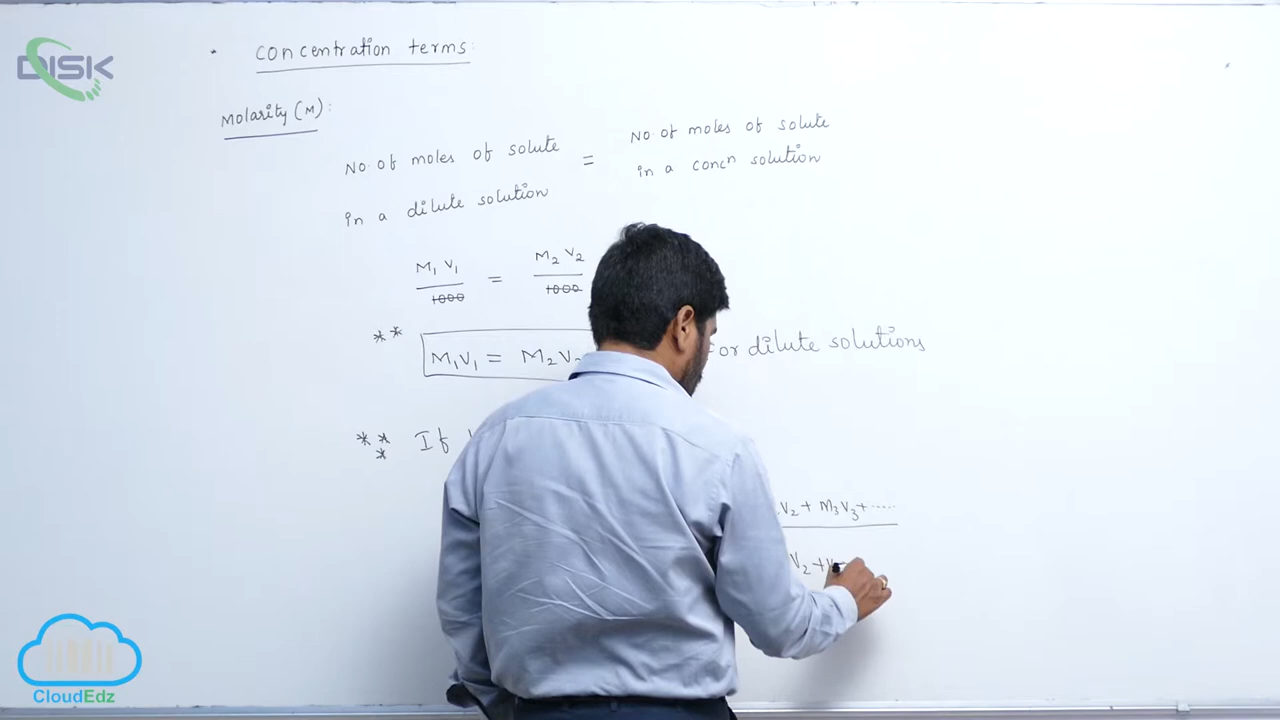 DISK
* Concentration terms:
Molarity (M):
No. of moles of solute
in a dilute solution
=
No. of moles of solute
in a concn solution
M₁ V₁ / 1000 = M₂ V₂ / 1000
** M₁V₁ = M₂V₂
For dilute solutions
*** If
V₂ + M₃V₃ + .....
V₂ + V
CloudEdz